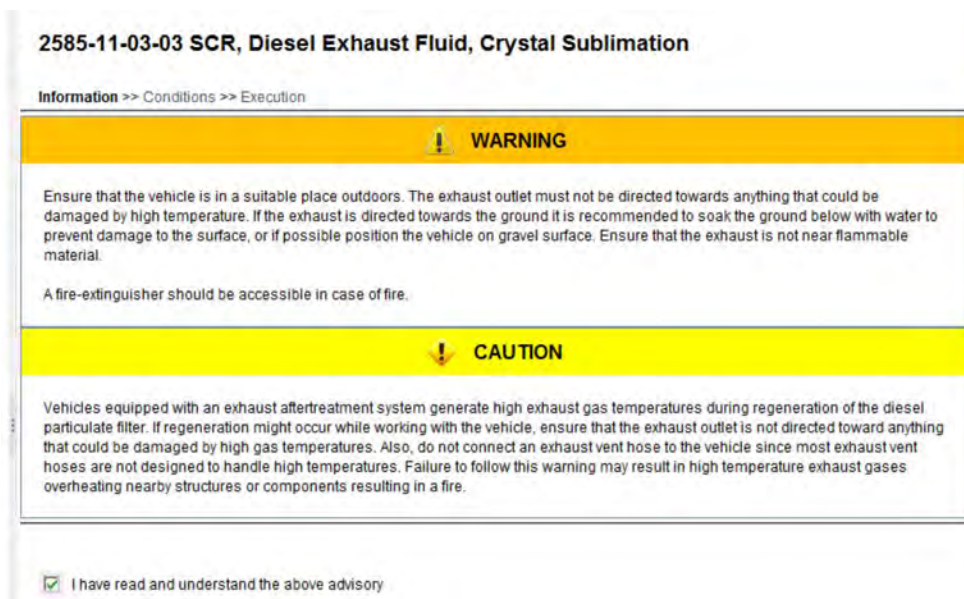 2585-11-03-03 SCR, Diesel Exhaust Fluid, Crystal Sublimation
Information >> Conditions >> Execution
WARNING
Ensure that the vehicle is in a suitable place outdoors. The exhaust outlet must not be directed towards anything that could be
damaged by high temperature. If the exhaust is directed towards the ground it is recommended to soak the ground below with water to
prevent damage to the surface, or if possible position the vehicle on gravel surface. Ensure that the exhaust is not near flammable
material.
A fire-extinguisher should be accessible in case of fire.
CAUTION
Vehicles equipped with an exhaust aftertreatment system generate high exhaust gas temperatures during regeneration of the diesel
particulate filter. If regeneration might occur while working with the vehicle, ensure that the exhaust outlet is not directed toward anything
that could be damaged by high gas temperatures. Also, do not connect an exhaust vent hose to the vehicle since most exhaust vent
hoses are not designed to handle high temperatures. Failure to follow this warning may result in high temperature exhaust gases
overheating nearby structures or components resulting in a fire.
I have read and understand the above advisory